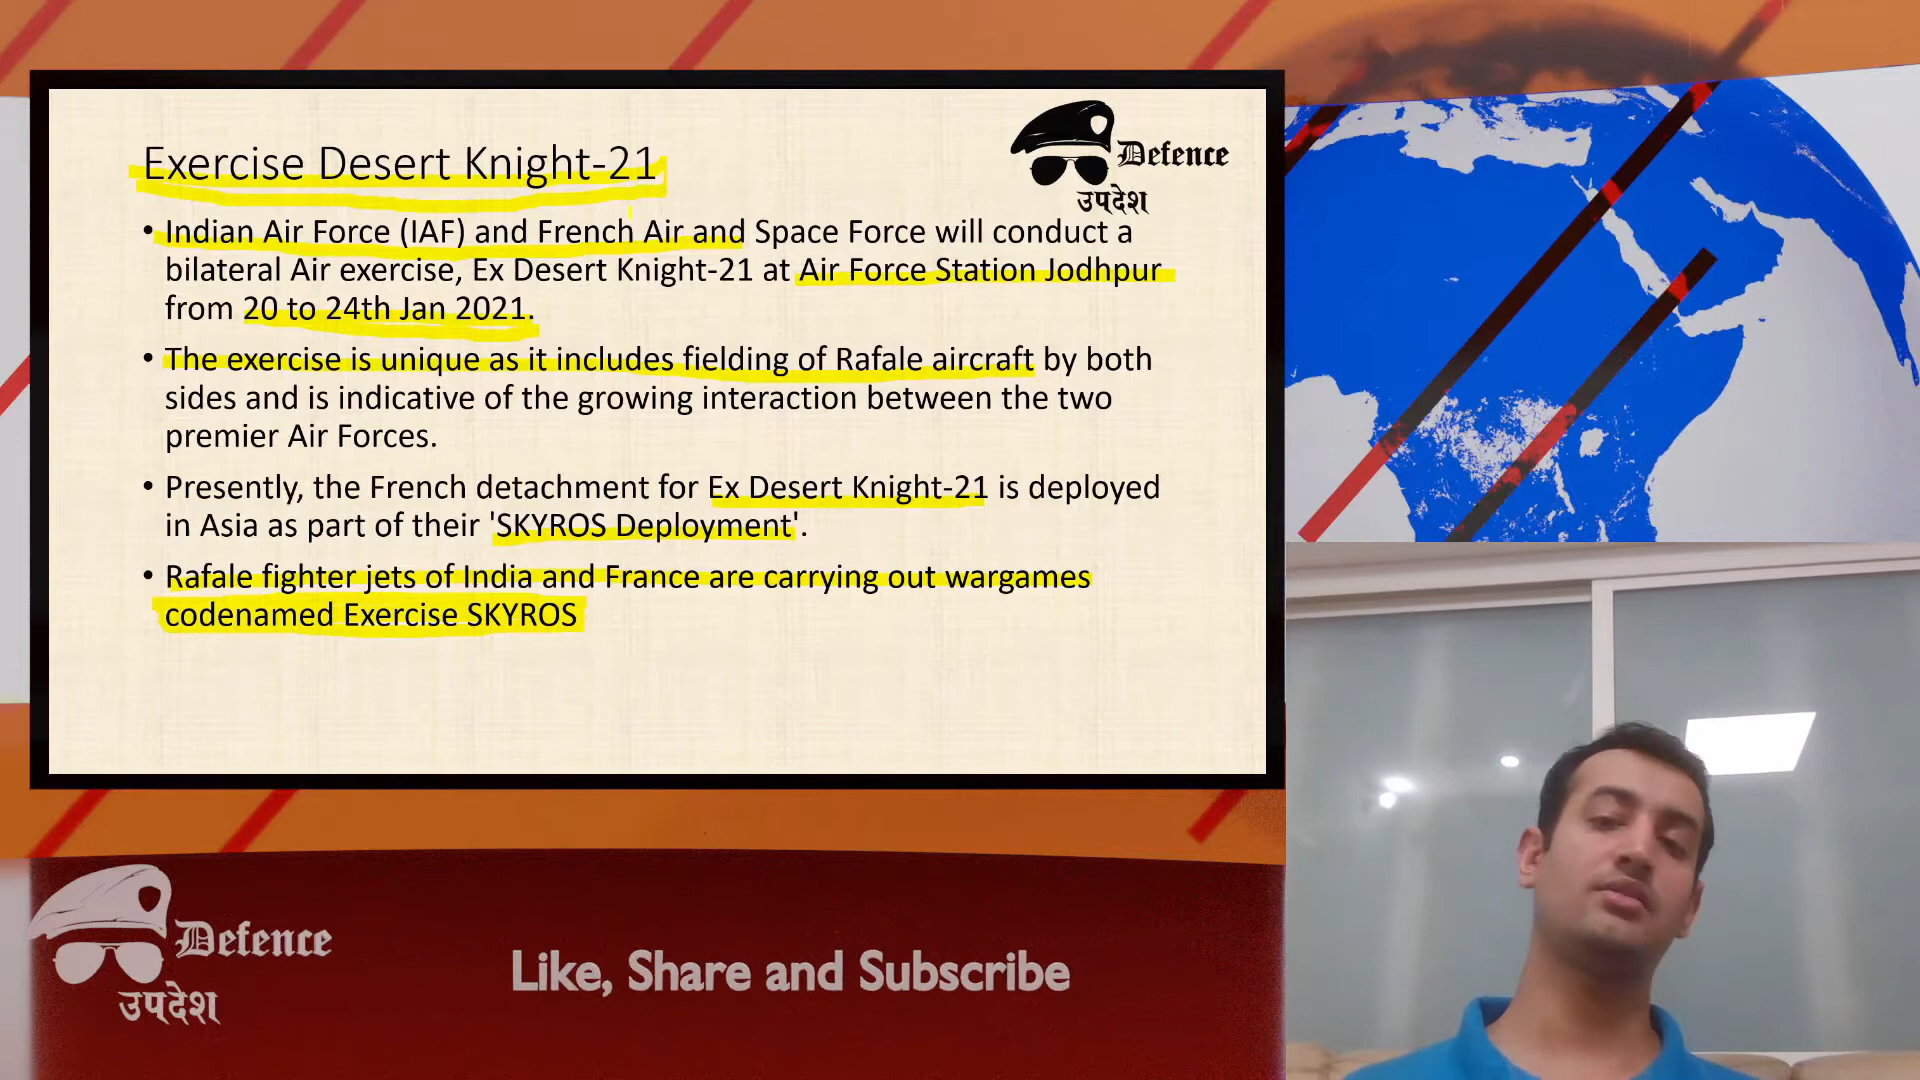 Exercise Desert Knight-21
Defence
उपदेश
• Indian Air Force (IAF) and French Air and Space Force will conduct a
bilateral Air exercise, Ex Desert Knight-21 at Air Force Station Jodhpur
from 20 to 24th Jan 2021.
• The exercise is unique as it includes fielding of Rafale aircraft by both
sides and is indicative of the growing interaction between the two
premier Air Forces.
• Presently, the French detachment for Ex Desert Knight-21 is deployed
in Asia as part of their 'SKYROS Deployment'.
• Rafale fighter jets of India and France are carrying out wargames
codenamed Exercise SKYROS
Defence
उपदेश
Like, Share and Subscribe